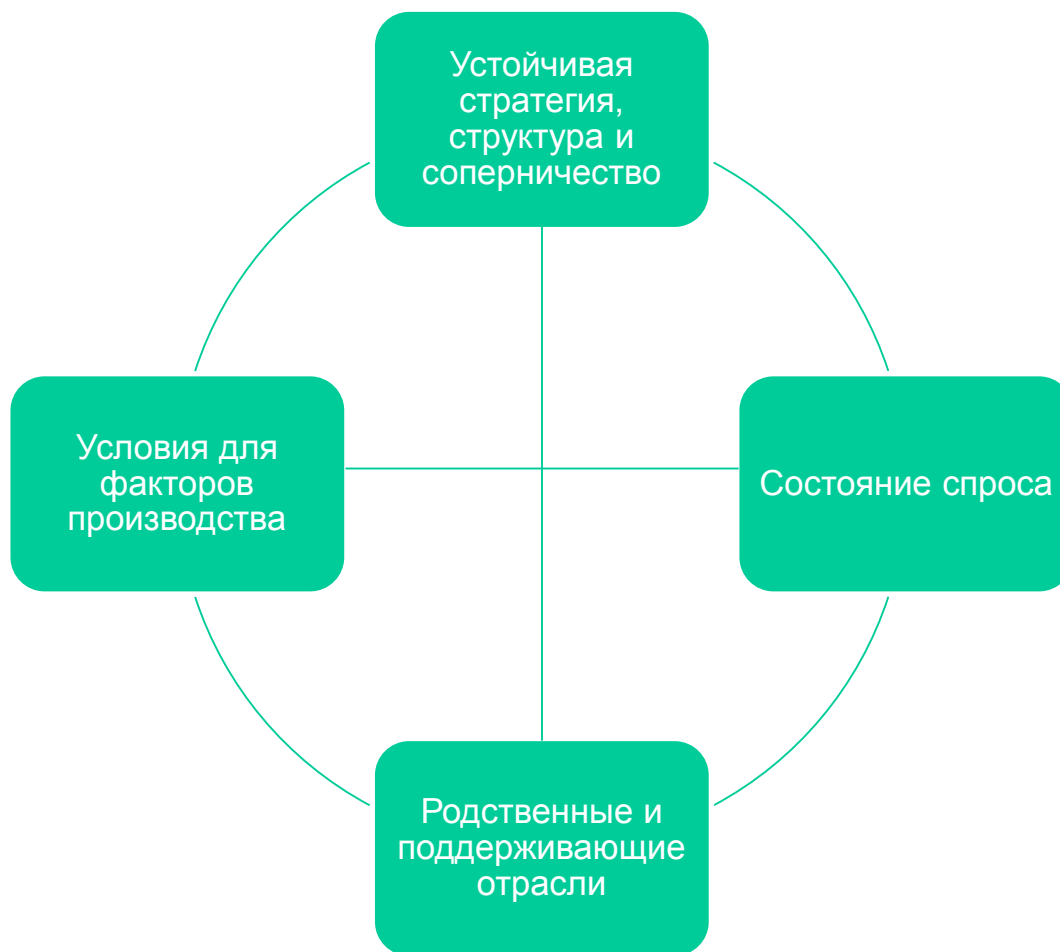 Устойчивая
стратегия,
структура и
соперничество
Условия для
факторов
производства
Состояние спроса
Родственные и
поддерживающие
отрасли